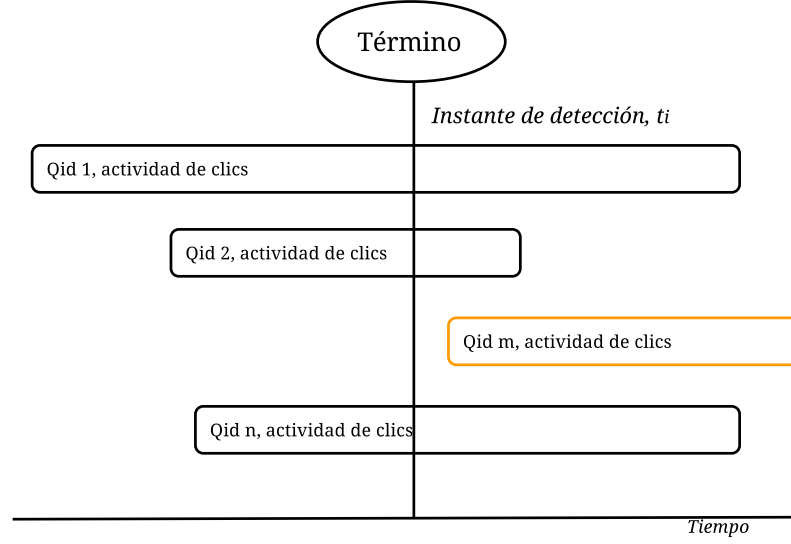 Término
Instante de detección, ti
Qid 1, actividad de clics
Qid 2, actividad de clics
Qid m, actividad de clics
Qid n, actividad de clics
Tiempo